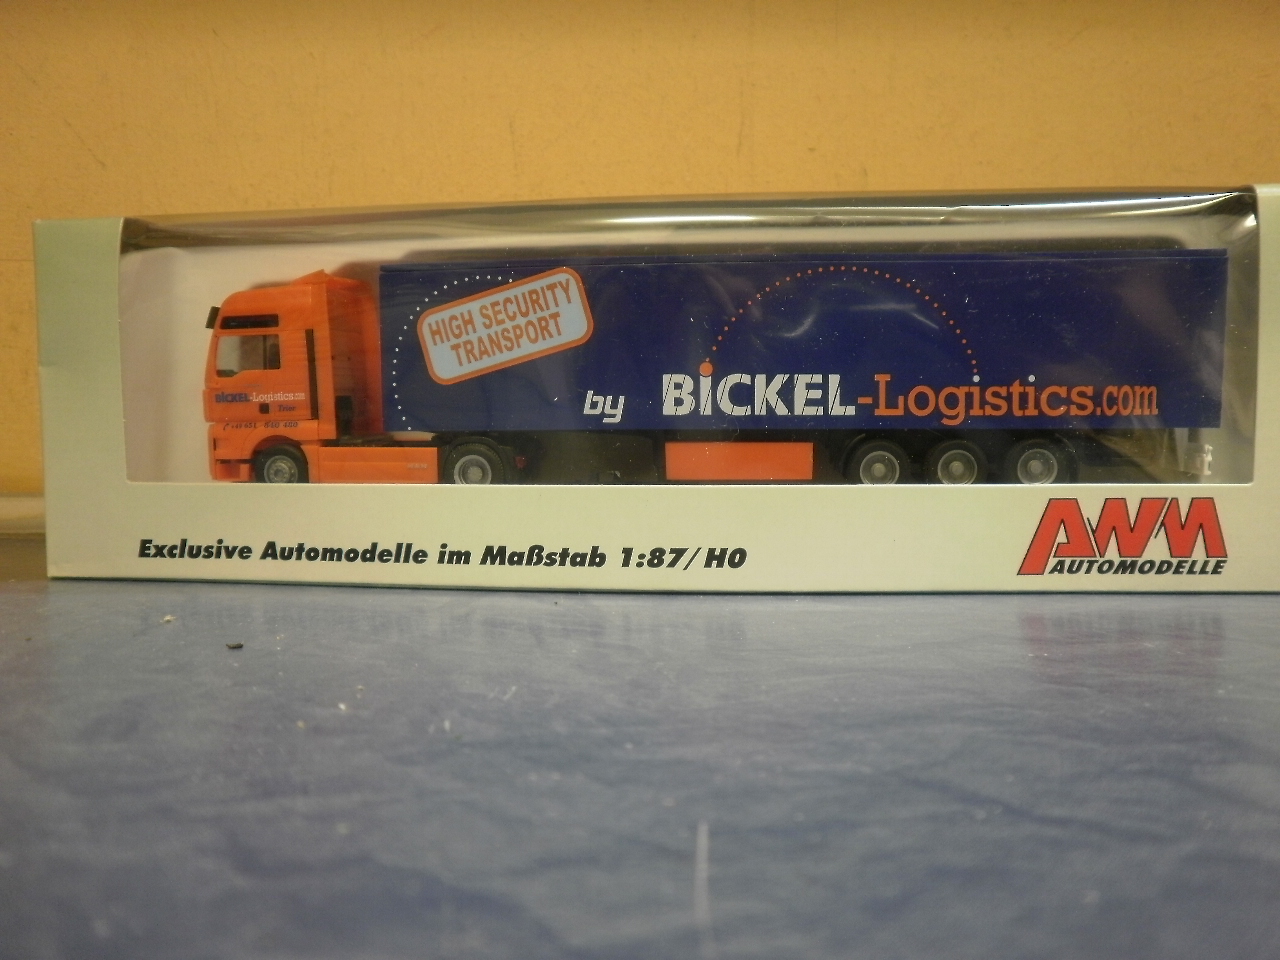 HIGH SECURITY
TRANSPORT
by BiCKEL-Logistics.com
BiCKEL-Logistics.com
Trier
Exclusive Automodelle im Maßstab 1:87/H0
AWM
AUTOMODELLE